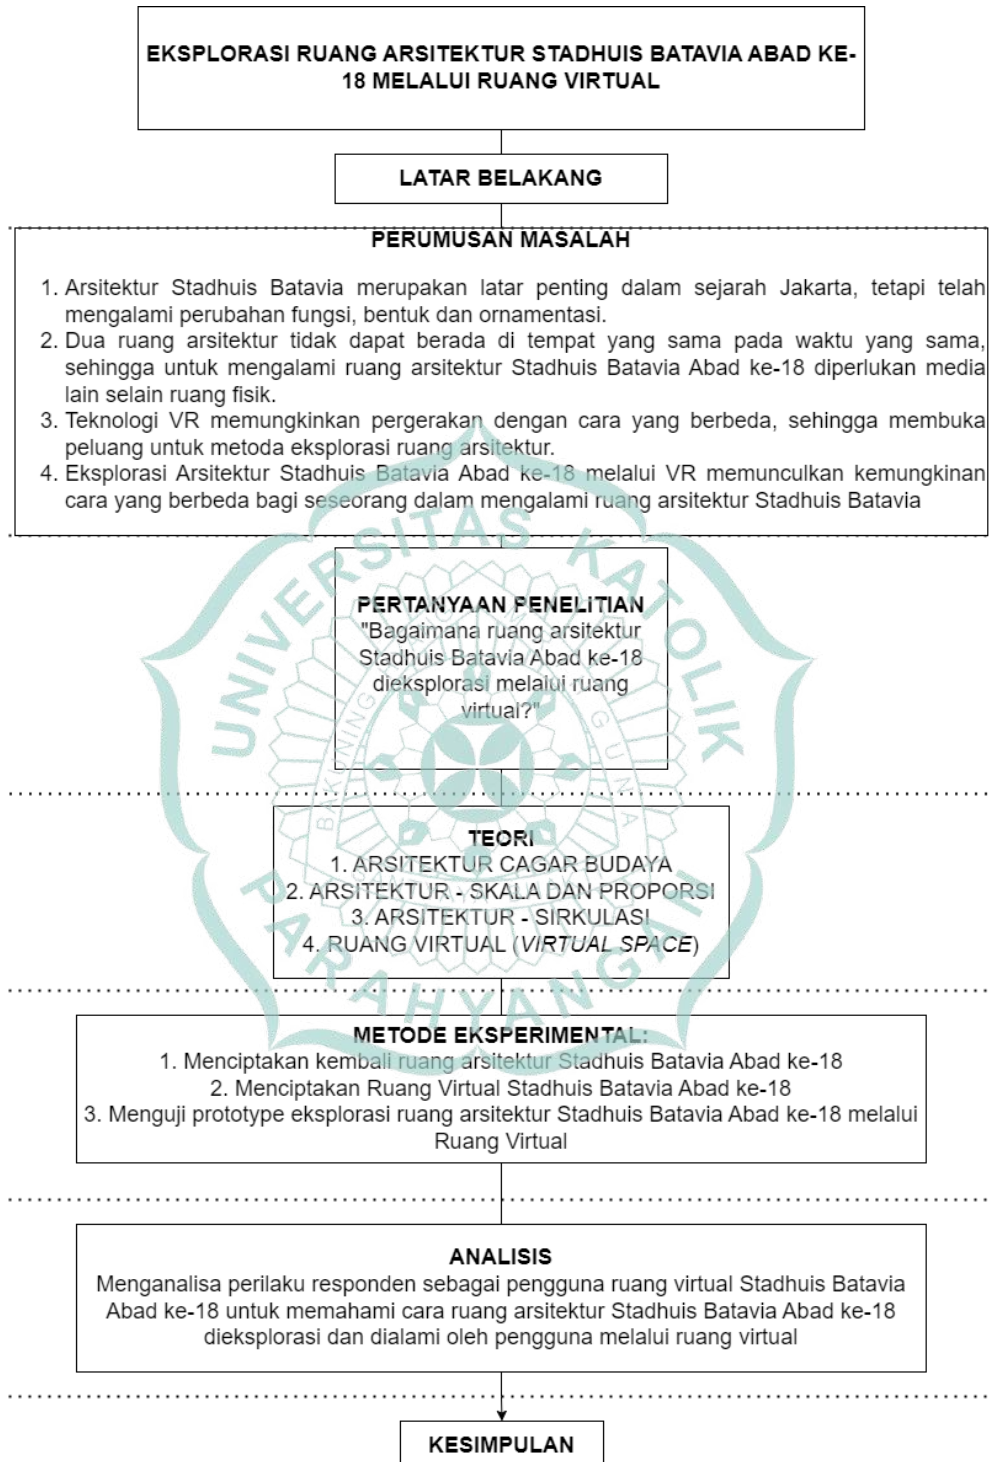 EKSPLORASI RUANG ARSITEKTUR STADHUIS BATAVIA ABAD KE-
18 MELALUI RUANG VIRTUAL
LATAR BELAKANG
PERUMUSAN MASALAH
1. Arsitektur Stadhuis Batavia merupakan latar penting dalam sejarah Jakarta, tetapi telah
mengalami perubahan fungsi, bentuk dan ornamentasi.
2. Dua ruang arsitektur tidak dapat berada di tempat yang sama pada waktu yang sama,
sehingga untuk mengalami ruang arsitektur Stadhuis Batavia Abad ke-18 diperlukan media
lain selain ruang fisik.
3. Teknologi VR memungkinkan pergerakan dengan cara yang berbeda, sehingga membuka
peluang untuk metoda eksplorasi ruang arsitektur.
4. Eksplorasi Arsitektur Stadhuis Batavia Abad ke-18 melalui VR memunculkan kemungkinan
cara yang berbeda bagi seseorang dalam mengalami ruang arsitektur Stadhuis Batavia
PERTANYAAN PENELITIAN
"Bagaimana ruang arsitektur
Stadhuis Batavia Abad ke-18
dieksplorasi melalui ruang
virtual?"
TEORI
1. ARSITEKTUR CAGAR BUDAYA
2. ARSITEKTUR - SKALA DAN PROPORSI
3. ARSITEKTUR - SIRKULASI
4. RUANG VIRTUAL (VIRTUAL SPACE)
METODE EKSPERIMENTAL:
1. Menciptakan kembali ruang arsitektur Stadhuis Batavia Abad ke-18
2. Menciptakan Ruang Virtual Stadhuis Batavia Abad ke-18
3. Menguji prototype eksplorasi ruang arsitektur Stadhuis Batavia Abad ke-18 melalui
Ruang Virtual
ANALISIS
Menganalisa perilaku responden sebagai pengguna ruang virtual Stadhuis Batavia
Abad ke-18 untuk memahami cara ruang arsitektur Stadhuis Batavia Abad ke-18
dieksplorasi dan dialami oleh pengguna melalui ruang virtual
KESIMPULAN
UNIVERSITAS KATOLIK
PARAHYANGAN